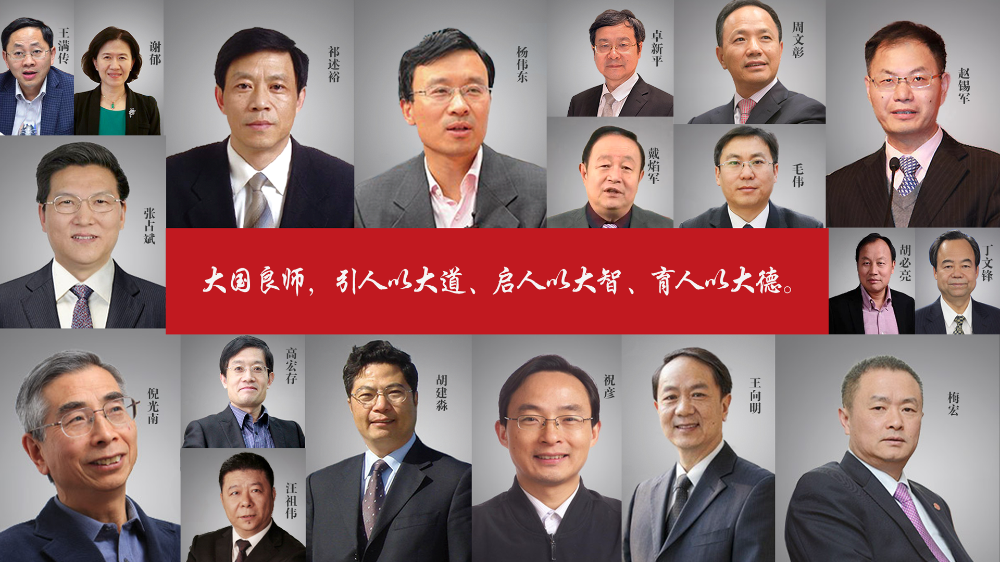 王满传
谢郁
祁述裕
杨伟东
卓新平
周文彰
赵锡军
戴焰军
毛伟
张占斌
大国良师，引人以大道、启人以大智、育人以大德。
胡必亮
丁文锋
倪光南
高宏存
汪祖伟
胡建淼
祝彦
王向明
梅宏